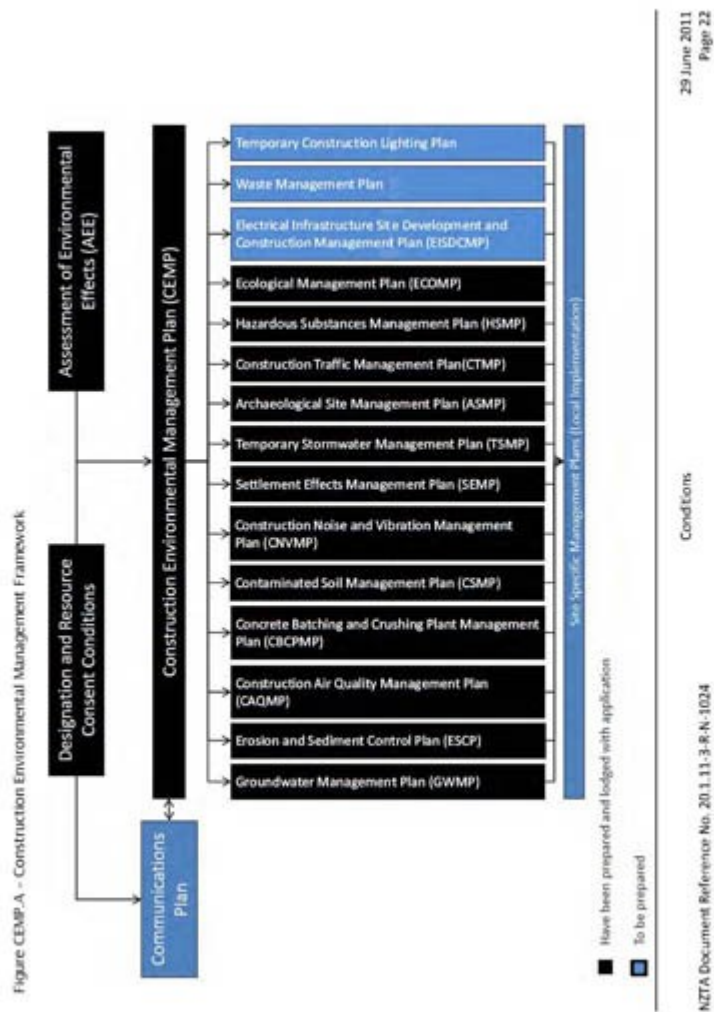 Figure CEMP.A - Construction Environmental Management Framework
Designation and Resource
Consent Conditions
Assessment of Environmental
Effects (AEE)
Communications
Plan
Construction Environmental Management Plan (CEMP)
Groundwater Management Plan (GWMP)
Erosion and Sediment Control Plan (ESCP)
Construction Air Quality Management Plan
(CAQMP)
Concrete Batching and Crushing Plant Management
Plan (CBCPMP)
Contaminated Soil Management Plan (CSMP)
Construction Noise and Vibration Management
Plan (CNVMP)
Settlement Effects Management Plan (SEMP)
Temporary Stormwater Management Plan (TSMP)
Archaeological Site Management Plan (ASMP)
Construction Traffic Management Plan(CTMP)
Hazardous Substances Management Plan (HSMP)
Ecological Management Plan (ECOMP)
Electrical Infrastructure Site Development and
Construction Management Plan (EISDCMP)
Waste Management Plan
Temporary Construction Lighting Plan
Site Specific Management Plans (Local Implementation)
Have been prepared and lodged with application
To be prepared
NZTA Document Reference No. 20.1.11-3-R-N-1024
Conditions
29 June 2011
Page 22